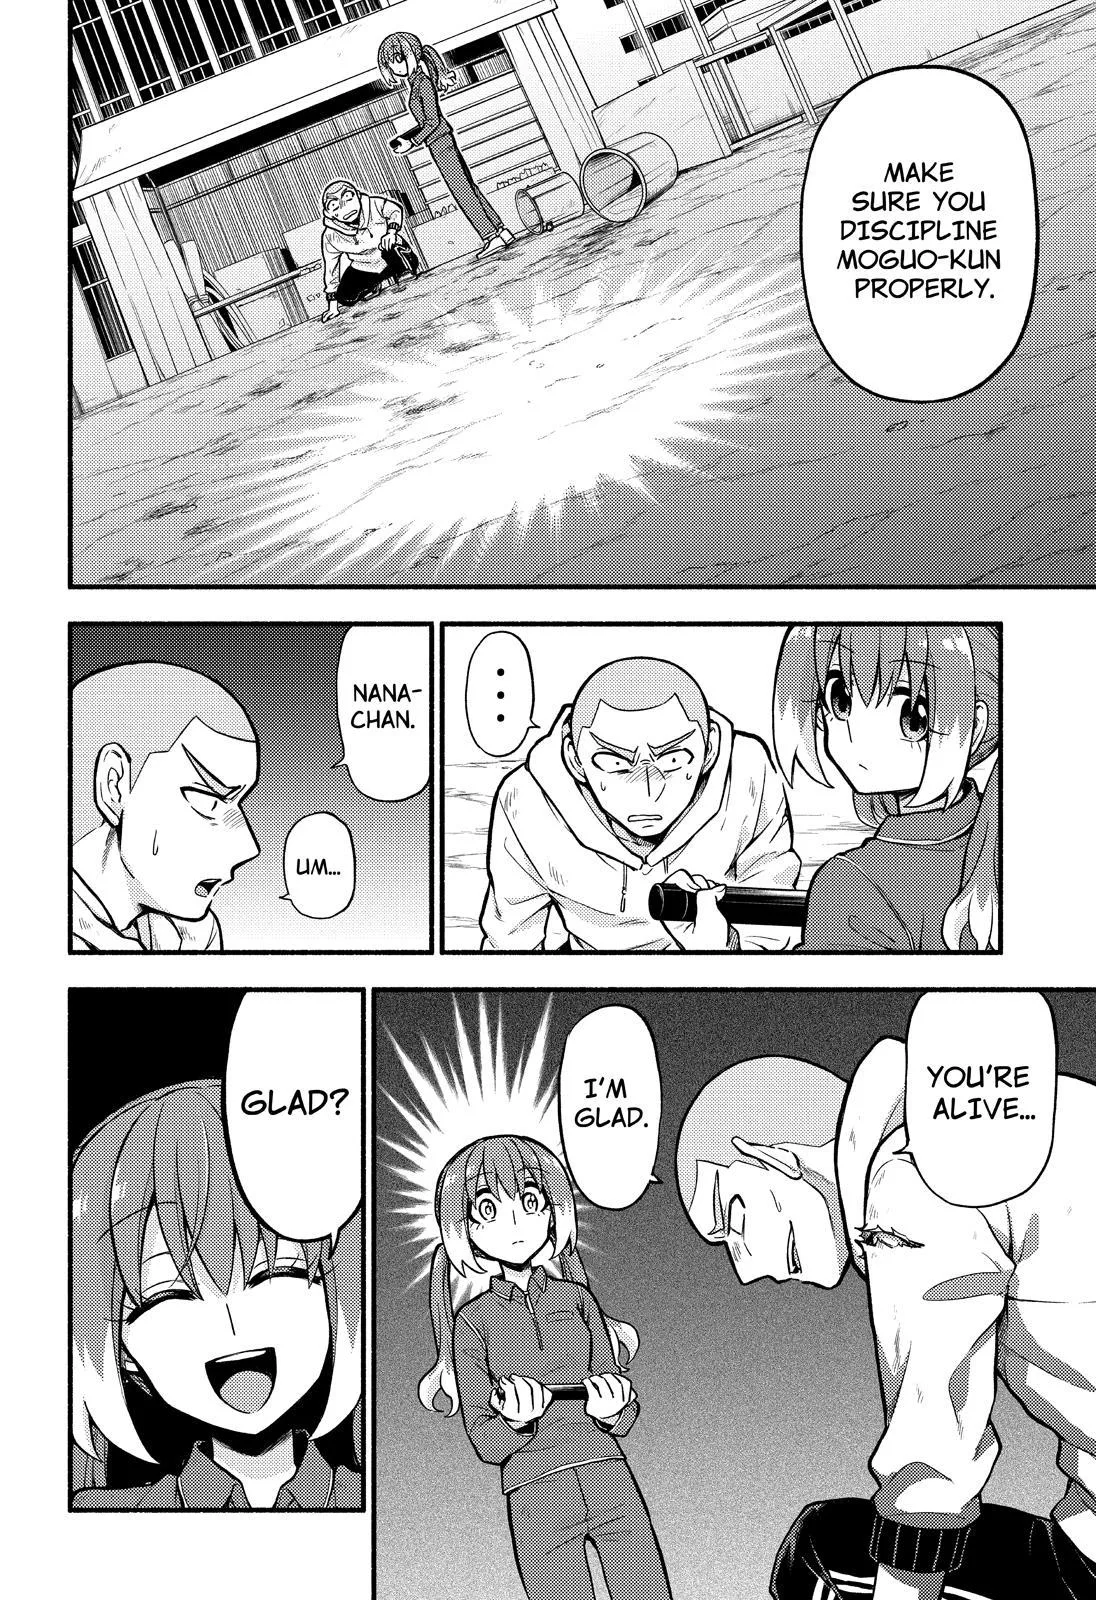 MAKE
SURE YOU
DISCIPLINE
MOGUO-KUN
PROPERLY.
...
NANA-
CHAN.
UM...
YOU'RE
ALIVE...
I'M
GLAD.
GLAD?